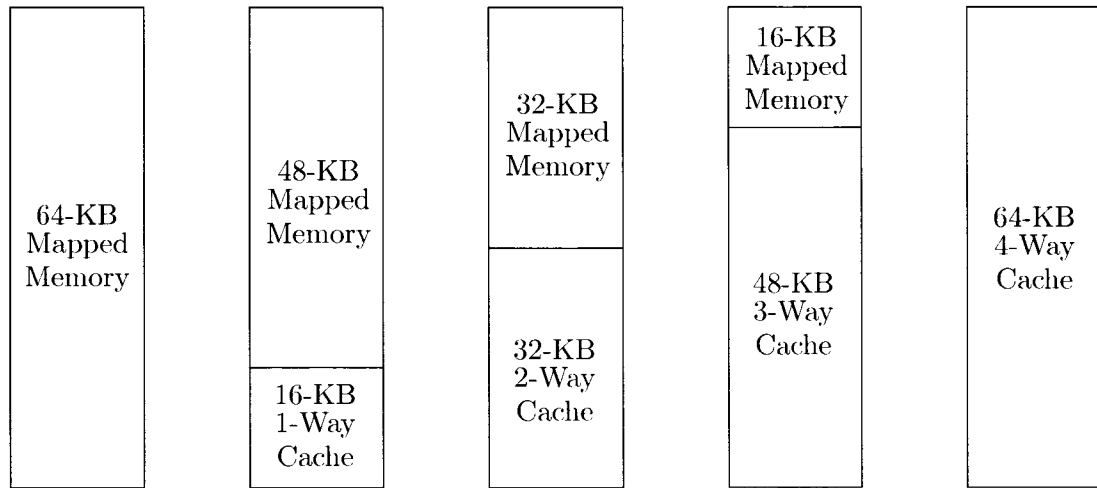 64-KB
Mapped
Memory
48-KB
Mapped
Memory
16-KB
1-Way
Cache
32-KB
Mapped
Memory
32-KB
2-Way
Cache
16-KB
Mapped
Memory
48-KB
3-Way
Cache
64-KB
4-Way
Cache